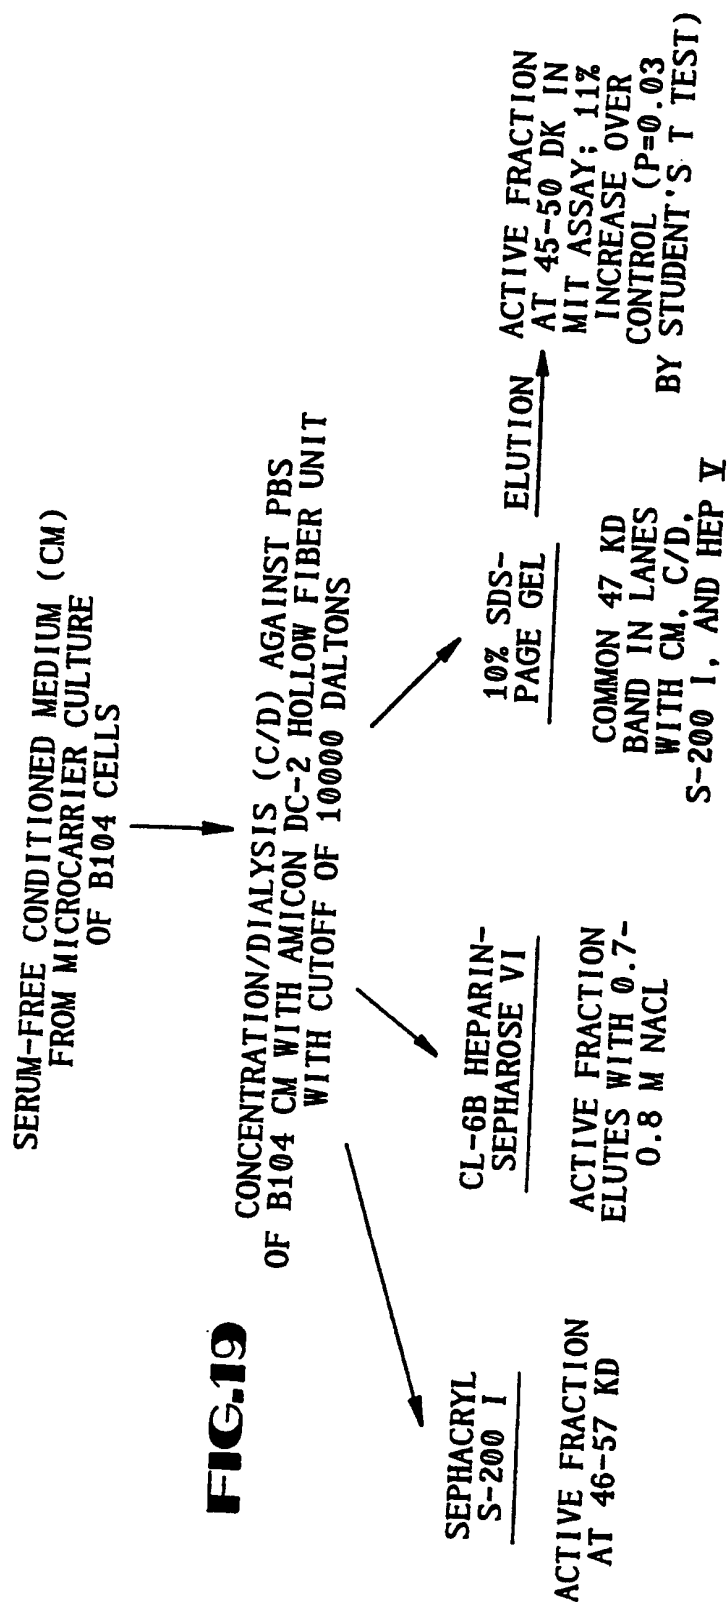 SERUM-FREE CONDITIONED MEDIUM (CM)
FROM MICROCARRIER CULTURE
OF B104 CELLS
FIG.19
CONCENTRATION/DIALYSIS (C/D) AGAINST PBS
OF B104 CM WITH AMICON DC-2 HOLLOW FIBER UNIT
WITH CUTOFF OF 10000 DALTONS
SEPHACRYL
S-200 I
ACTIVE FRACTION
AT 46-57 KD
CL-6B HEPARIN-
SEPHAROSE VI
ACTIVE FRACTION
ELUTES WITH 0.7-
0.8 M NACL
10% SDS-
PAGE GEL
COMMON 47 KD
BAND IN LANES
WITH CM, C/D,
S-200 I, AND HEP V
ELUTION
ACTIVE FRACTION
AT 45-50 DK IN
MIT ASSAY; 11%
INCREASE OVER
CONTROL (P=0.03
BY STUDENT'S T TEST)